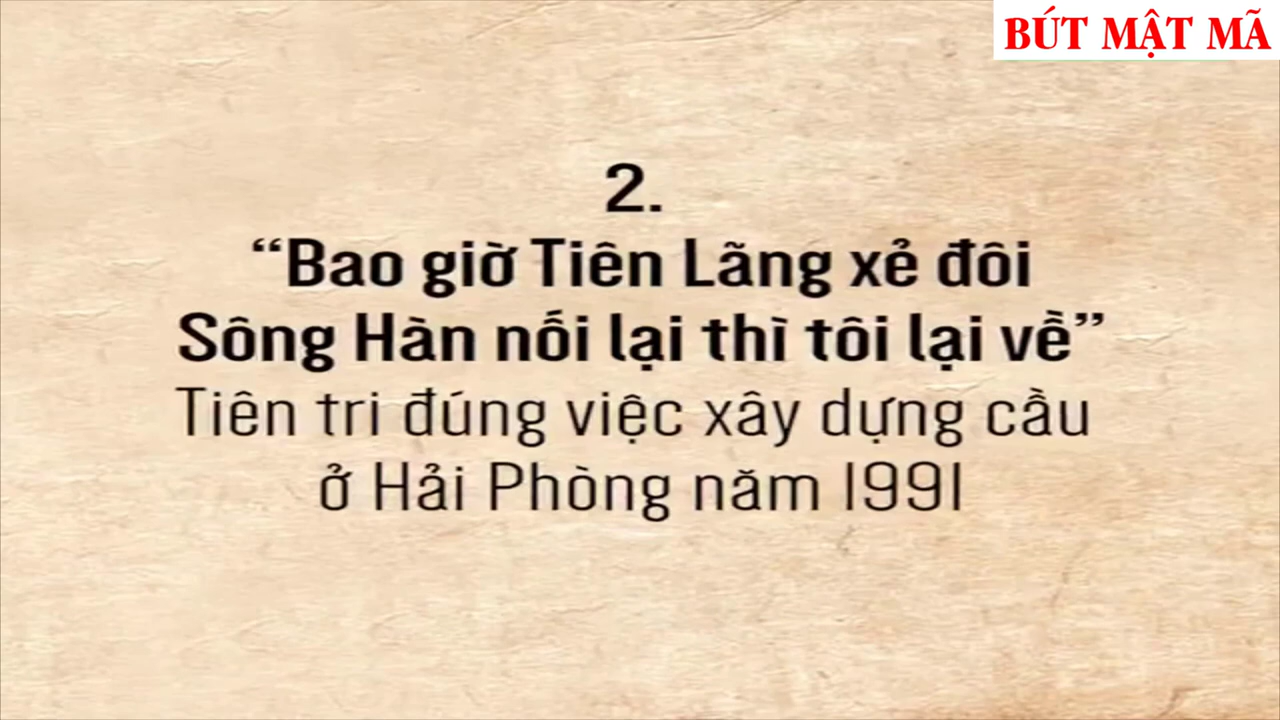 BÚT MẬT MÃ
2.
“Bao giờ Tiên Lãng xẻ đôi
Sông Hàn nối lại thì tôi lại về”
Tiên tri đúng việc xây dựng cầu
ở Hải Phòng năm 1991